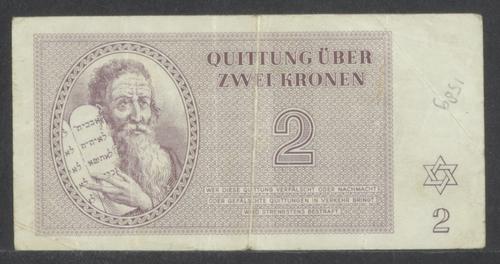 QUITTUNG ÜBER
ZWEI KRONEN
2
WER DIESE QUITTUNG VERFÄLSCHT ODER NACHMACHT
ODER GEFÄLSCHTE QUITTUNGEN IN VERKEHR BRINGT,
WIRD STRENGSTENS BESTRAFT.
2